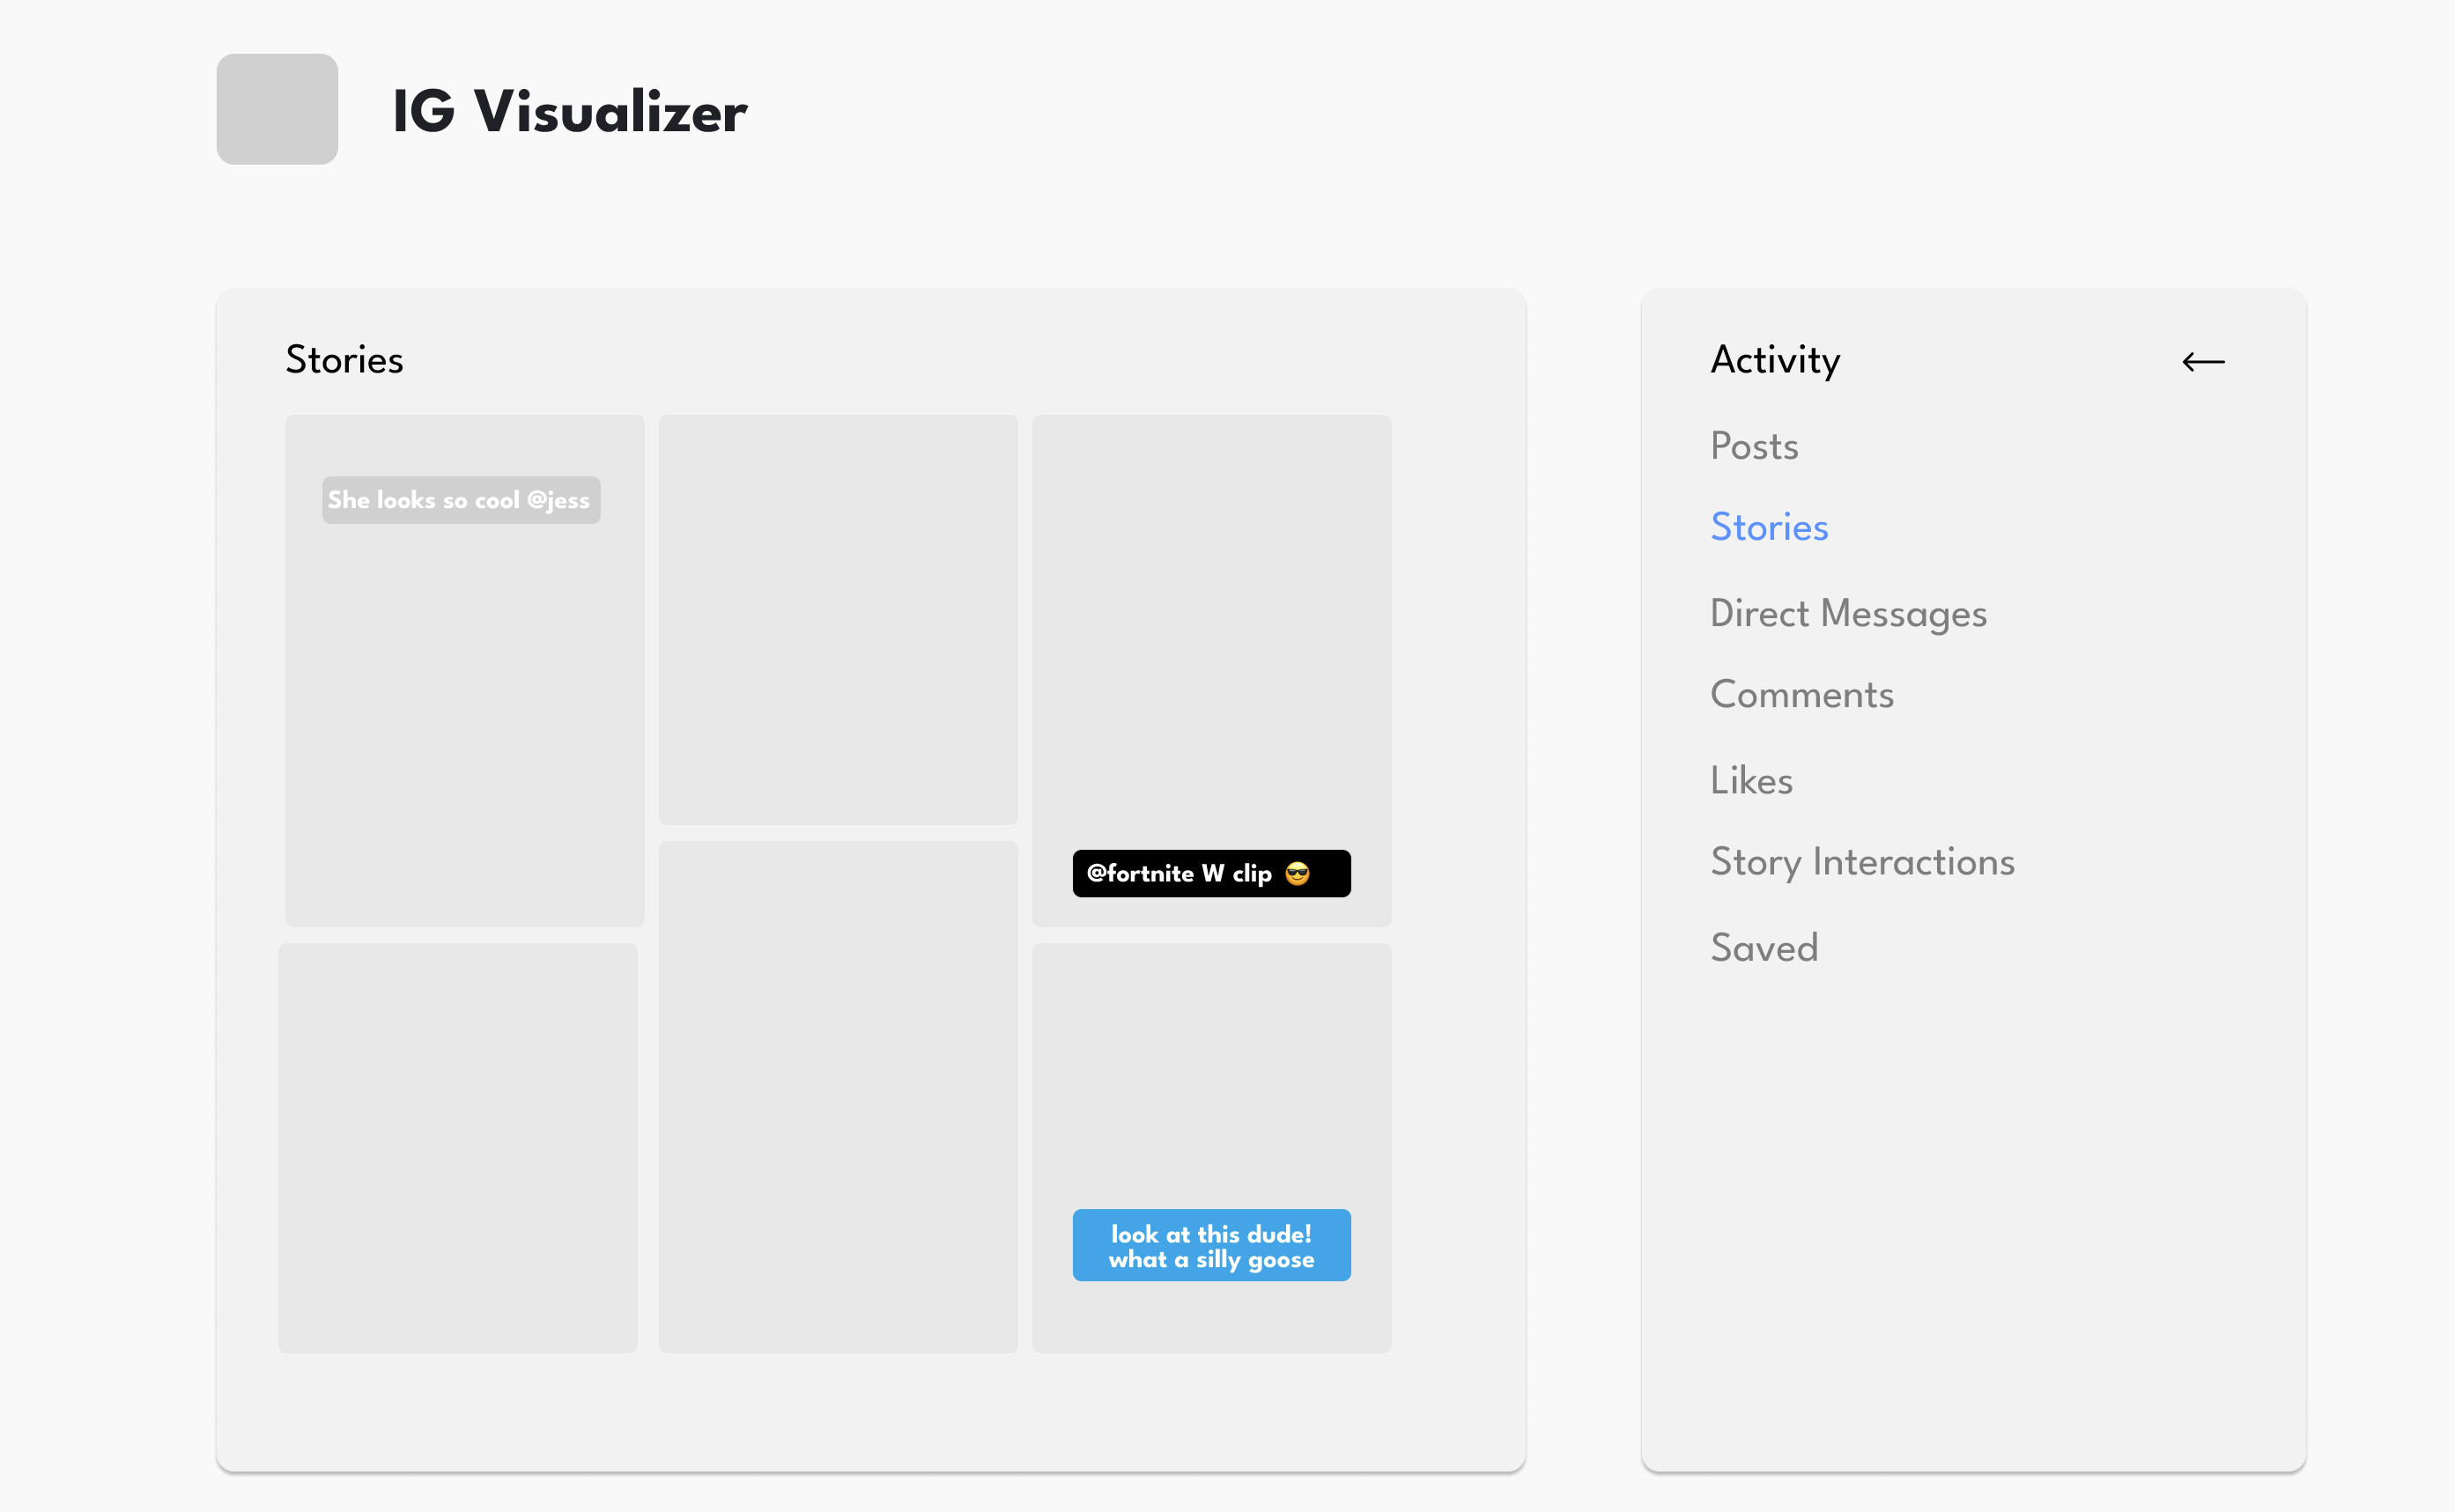 IG Visualizer
Stories
She looks so cool @jess
@fortnite W clip 😎
look at this dude!
what a silly goose
Activity
Posts
Stories
Direct Messages
Comments
Likes
Story Interactions
Saved